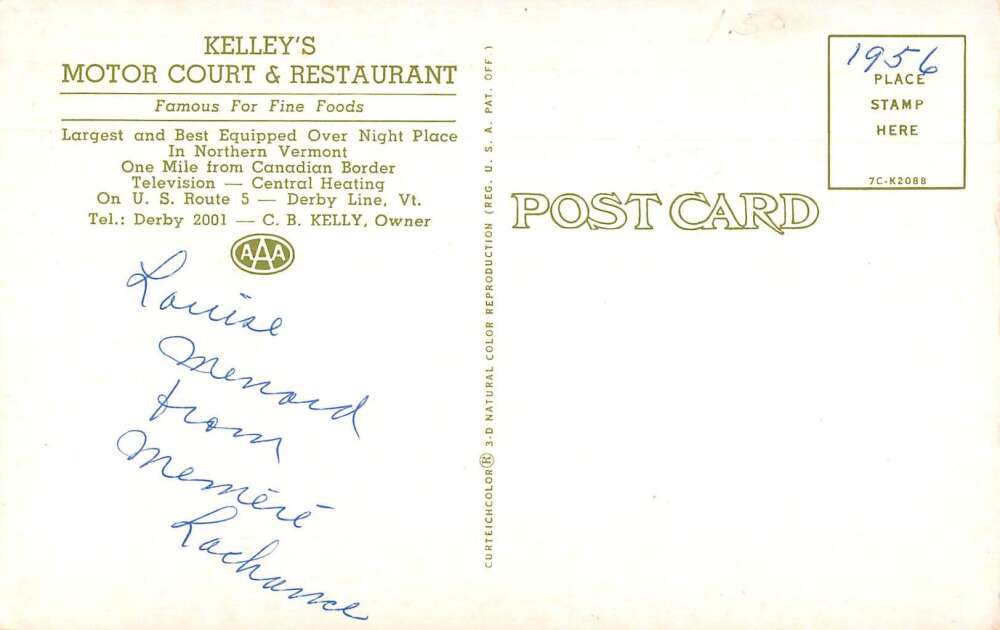 KELLEY'S
MOTOR COURT & RESTAURANT
Famous For Fine Foods
Largest and Best Equipped Over Night Place
In Northern Vermont
One Mile from Canadian Border
Television — Central Heating
On U. S. Route 5 — Derby Line, Vt.
Tel.: Derby 2001 — C. B. KELLY, Owner
AAA
Louise
Menard
from
Memèré
Lachance
CURTEICHCOLOR® 3-D NATURAL COLOR REPRODUCTION (REG. U. S. A. PAT. OFF.)
POST CARD
1956
PLACE
STAMP
HERE
7C-K2088